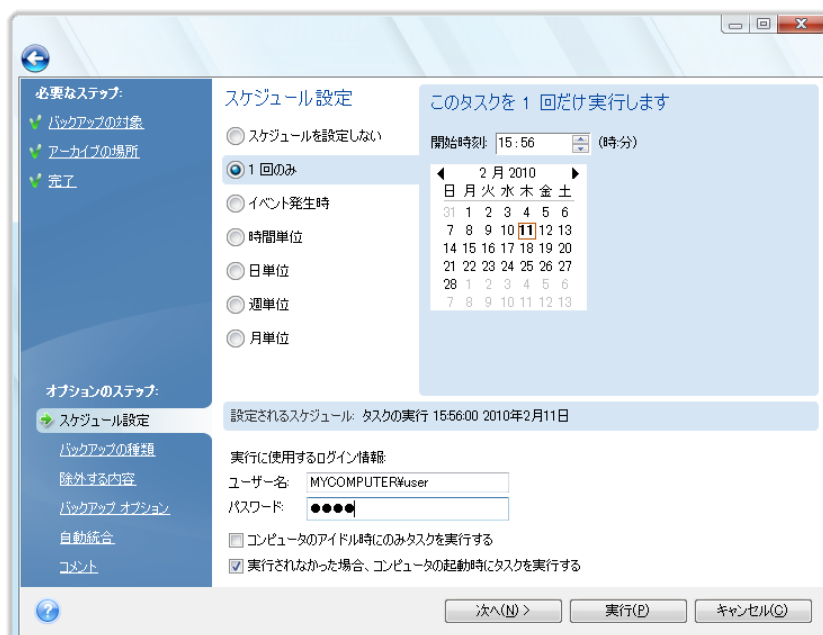 必要なステップ:
バックアップの対象
アーカイブの場所
完了
オプションのステップ:
スケジュール設定
バックアップの種類
除外する内容
バックアップ オプション
自動統合
コメント
スケジュール設定
スケジュールを設定しない
1 回のみ
イベント発生時
時間単位
日単位
週単位
月単位
このタスクを 1 回だけ実行します
開始時刻: 15:56 (時:分)
2 月 2010
日 月 火 水 木 金 土
31 1 2 3 4 5 6
7 8 9 10 11 12 13
14 15 16 17 18 19 20
21 22 23 24 25 26 27
28 1 2 3 4 5 6
7 8 9 10 11 12 13
設定されるスケジュール: タスクの実行 15:56:00 2010年2月11日
実行に使用するログイン情報:
ユーザー名: MYCOMPUTER¥user
パスワード: ●●●●
コンピュータのアイドル時にのみタスクを実行する
実行されなかった場合、コンピュータの起動時にタスクを実行する
?
次へ(N) > 実行(P) キャンセル(C)